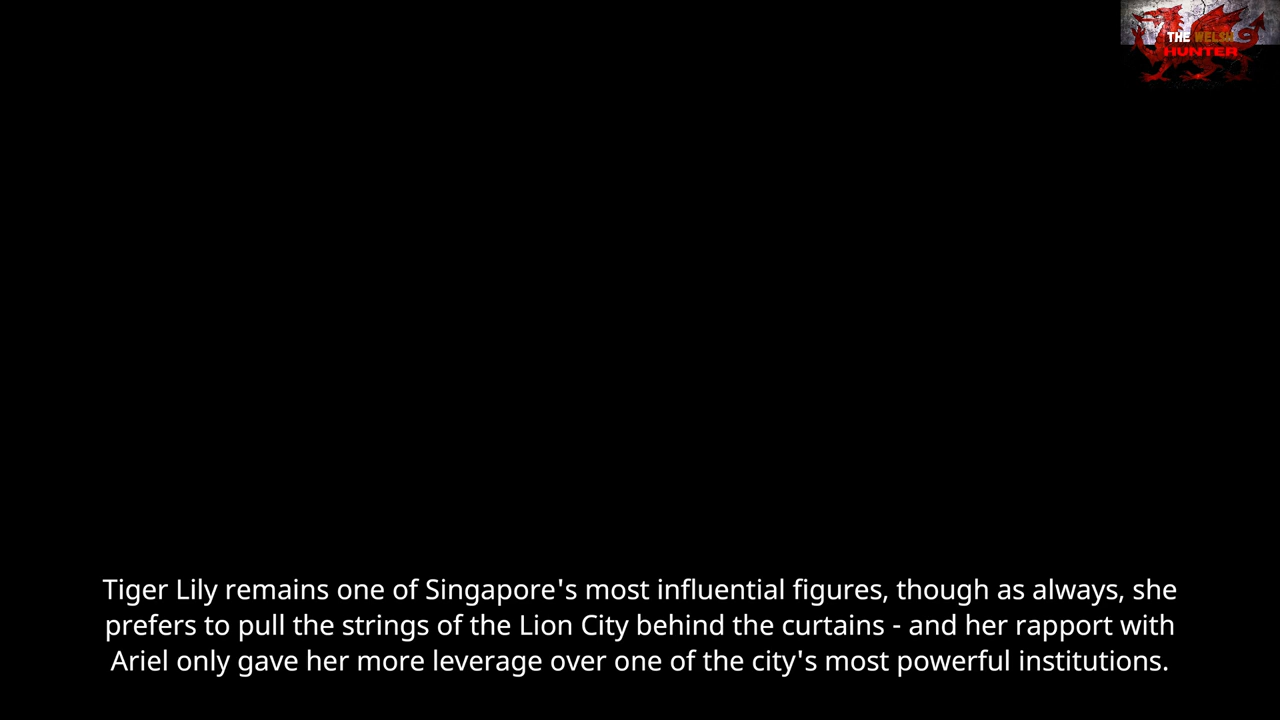 THE WELSH
HUNTER
Tiger Lily remains one of Singapore's most influential figures, though as always, she
prefers to pull the strings of the Lion City behind the curtains - and her rapport with
Ariel only gave her more leverage over one of the city's most powerful institutions.